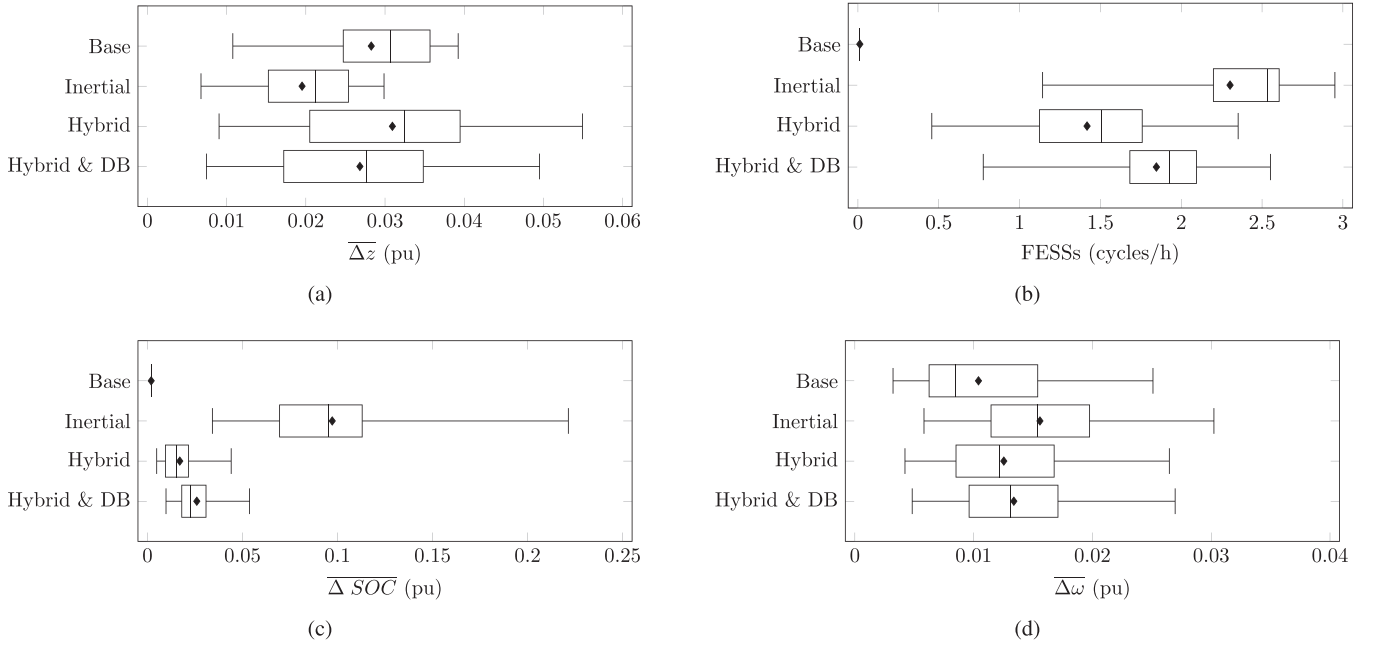 Base
Inertial
Hybrid
Hybrid & DB
0 0.01 0.02 0.03 0.04 0.05 0.06
Δz (pu)
(a)
Base
Inertial
Hybrid
Hybrid & DB
0 0.5 1 1.5 2 2.5 3
FESSs (cycles/h)
(b)
Base
Inertial
Hybrid
Hybrid & DB
0 0.05 0.1 0.15 0.2 0.25
Δ SOC (pu)
(c)
Base
Inertial
Hybrid
Hybrid & DB
0 0.01 0.02 0.03 0.04
Δω (pu)
(d)